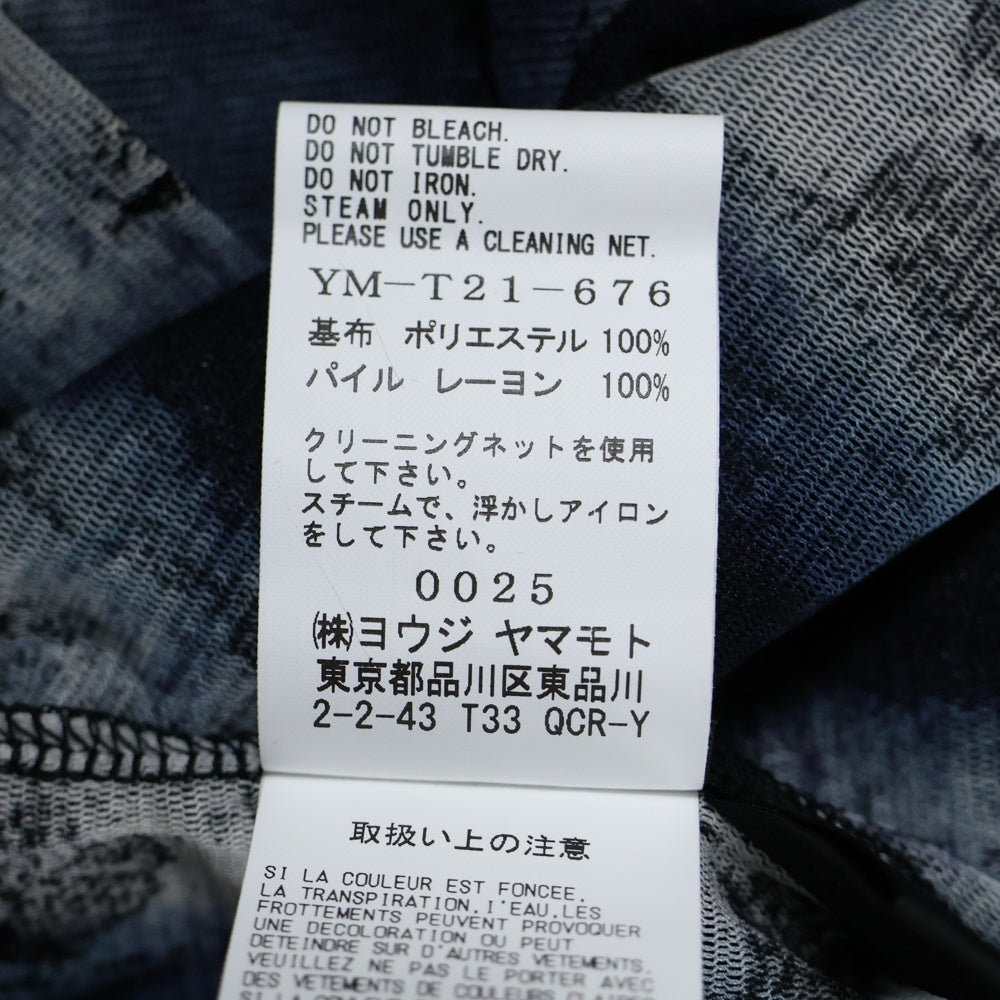 DO NOT BLEACH.
DO NOT TUMBLE DRY.
DO NOT IRON.
STEAM ONLY.
PLEASE USE A CLEANING NET.
YM-T21-676
基布 ポリエステル 100%
パイル レーヨン 100%
クリーニングネットを使用
して下さい。
スチームで、浮かしアイロン
をして下さい。
0025
㈱ヨウジ ヤマモト
東京都品川区東品川
2-2-43 T33 QCR-Y
取扱い上の注意
SI LA COULEUR EST FONCEE,
LA TRANSPIRATION,I'EAU,LES
FROTTEMENTS PEUVENT PROVOQUER
UNE DECOLORATION OU PEUT
DETEINDRE SUR D'AUTRES VETEMENTS.
VEUILLEZ NE PAS LE PORTER AVEC
DES VETEMENTS DE COULEURS CLAIRES
SI LA